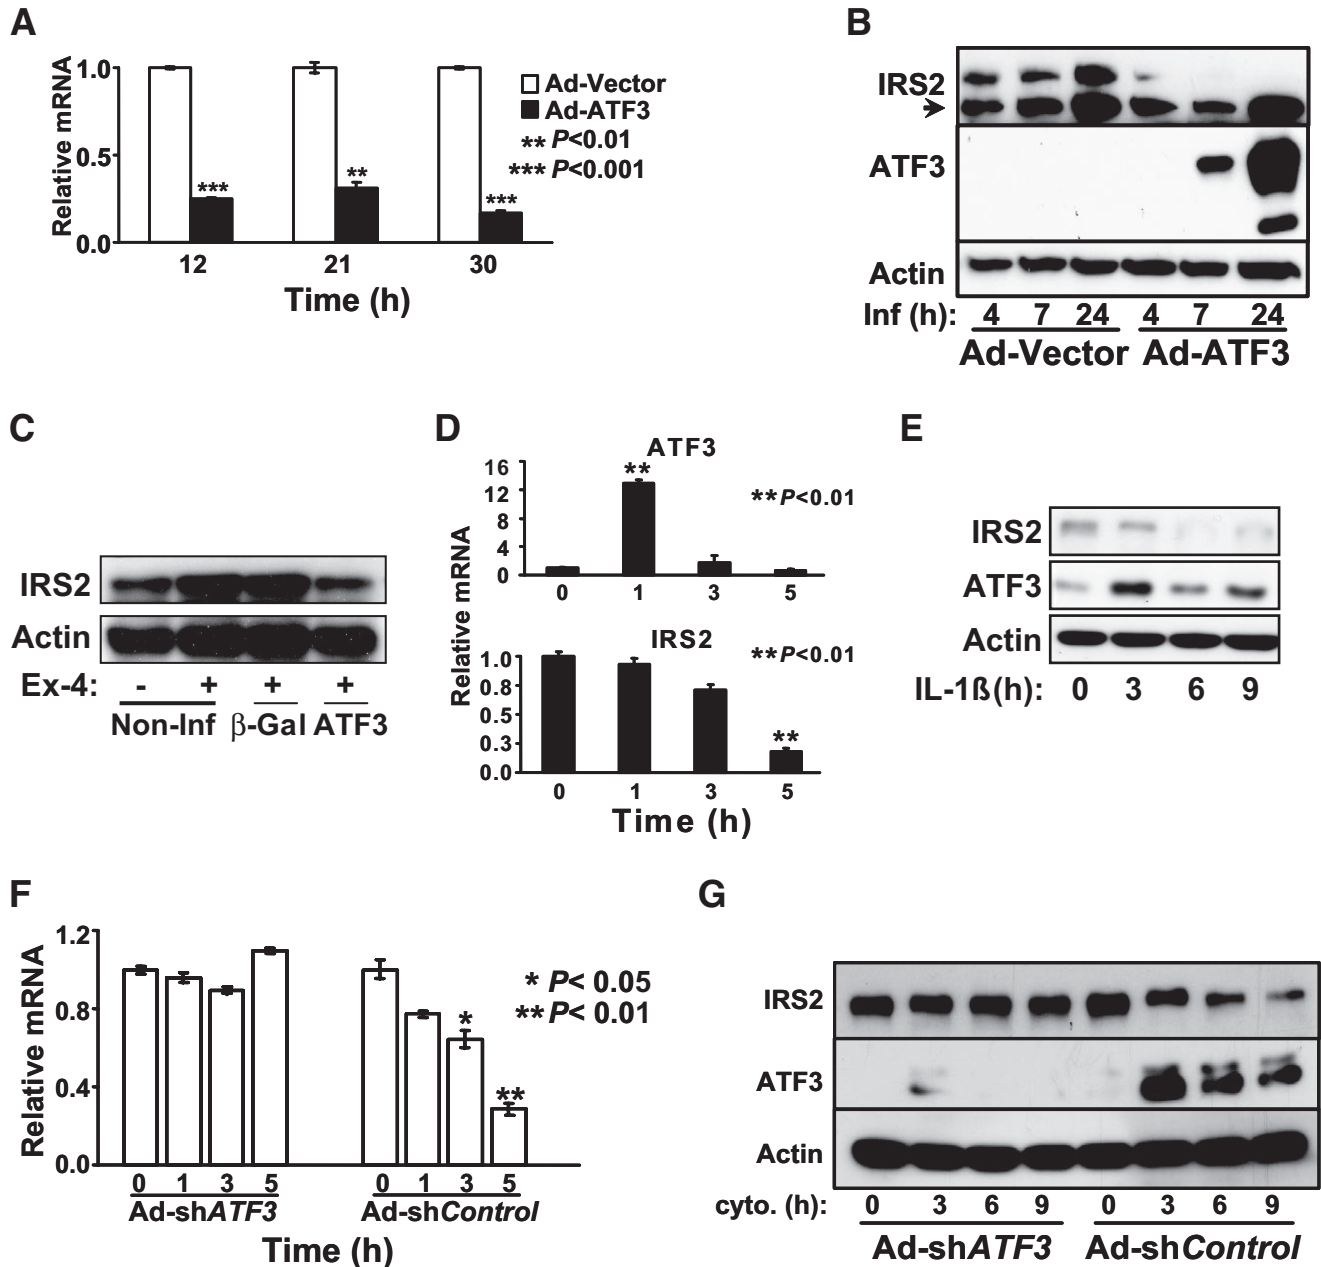 A
Relative mRNA
1.0
0.5
0.0
*** ** ***
12 21 30
Time (h)
Ad-Vector
Ad-ATF3
** P<0.01
*** P<0.001
B
IRS2
ATF3
Actin
Inf (h): 4 7 24 4 7 24
Ad-Vector Ad-ATF3
C
IRS2
Actin
Ex-4: - + + +
Non-Inf β-Gal ATF3
D
Relative mRNA
ATF3
16
12
8
4
0
**
** P<0.01
0 1 3 5
IRS2
1.0
0.8
0.5
0.3
0.0
** P<0.01
**
0 1 3 5
Time (h)
E
IRS2
ATF3
Actin
IL-1ß(h): 0 3 6 9
F
Relative mRNA
1.2
0.8
0.4
0.0
* P< 0.05
** P< 0.01
*
**
0 1 3 5 0 1 3 5
Ad-shATF3 Ad-shControl
Time (h)
G
IRS2
ATF3
Actin
cyto. (h): 0 3 6 9 0 3 6 9
Ad-shATF3 Ad-shControl